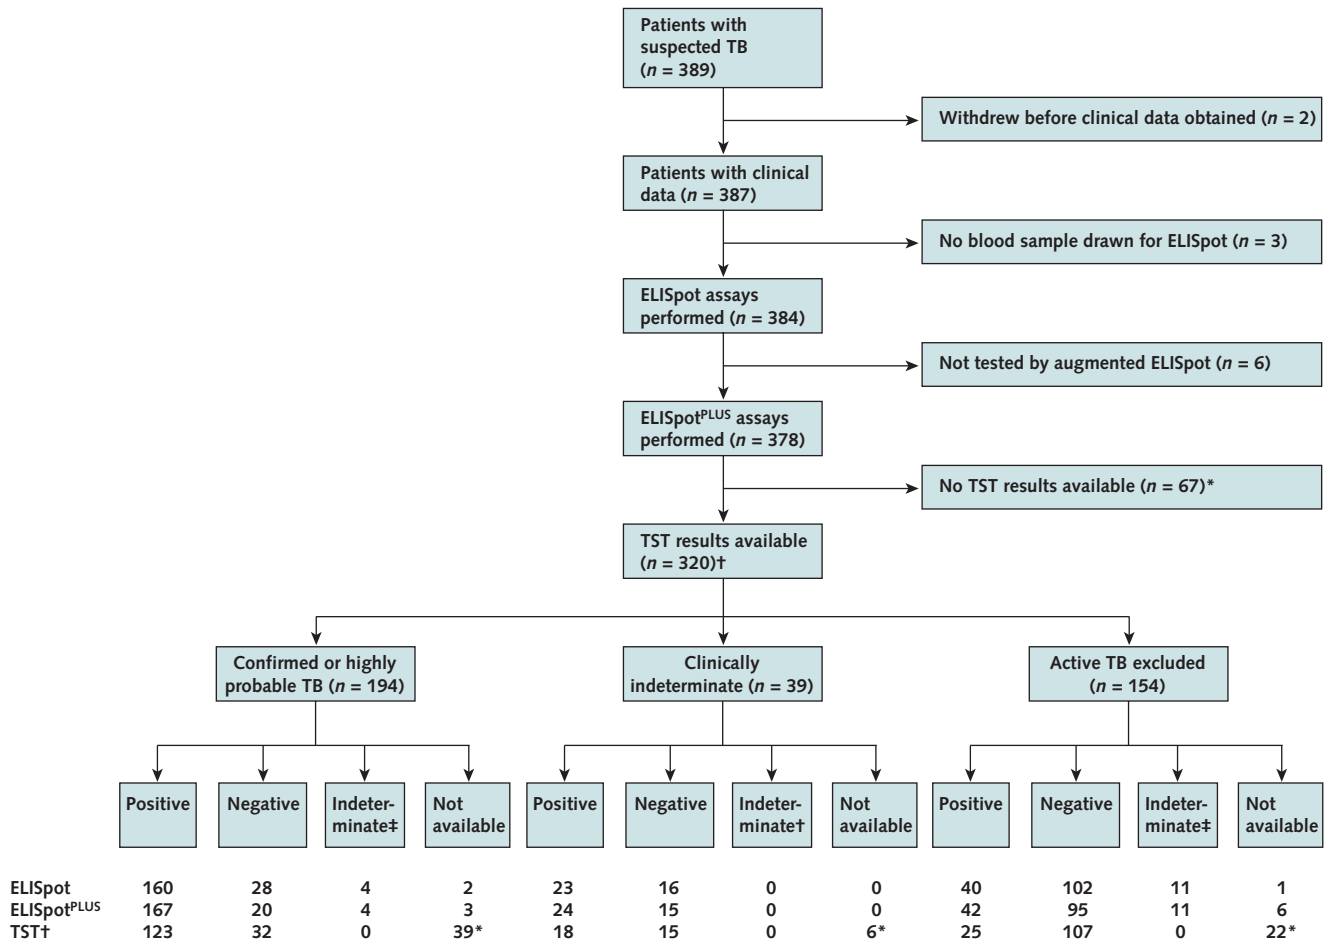 Patients with
suspected TB
(n = 389)
Withdrew before clinical data obtained (n = 2)
Patients with clinical
data (n = 387)
No blood sample drawn for ELISpot (n = 3)
ELISpot assays
performed (n = 384)
Not tested by augmented ELISpot (n = 6)
ELISpotPLUS assays
performed (n = 378)
No TST results available (n = 67)*
TST results available
(n = 320)†
Confirmed or highly
probable TB (n = 194)
Clinically
indeterminate (n = 39)
Active TB excluded
(n = 154)
Positive
Negative
Indeter-
minate‡
Not
available
Positive
Negative
Indeter-
minate†
Not
available
Positive
Negative
Indeter-
minate‡
Not
available
ELISpot 160 28 4 2 23 16 0 0 40 102 11 1
ELISpotPLUS 167 20 4 3 24 15 0 0 42 95 11 6
TST† 123 32 0 39* 18 15 0 6* 25 107 0 22*